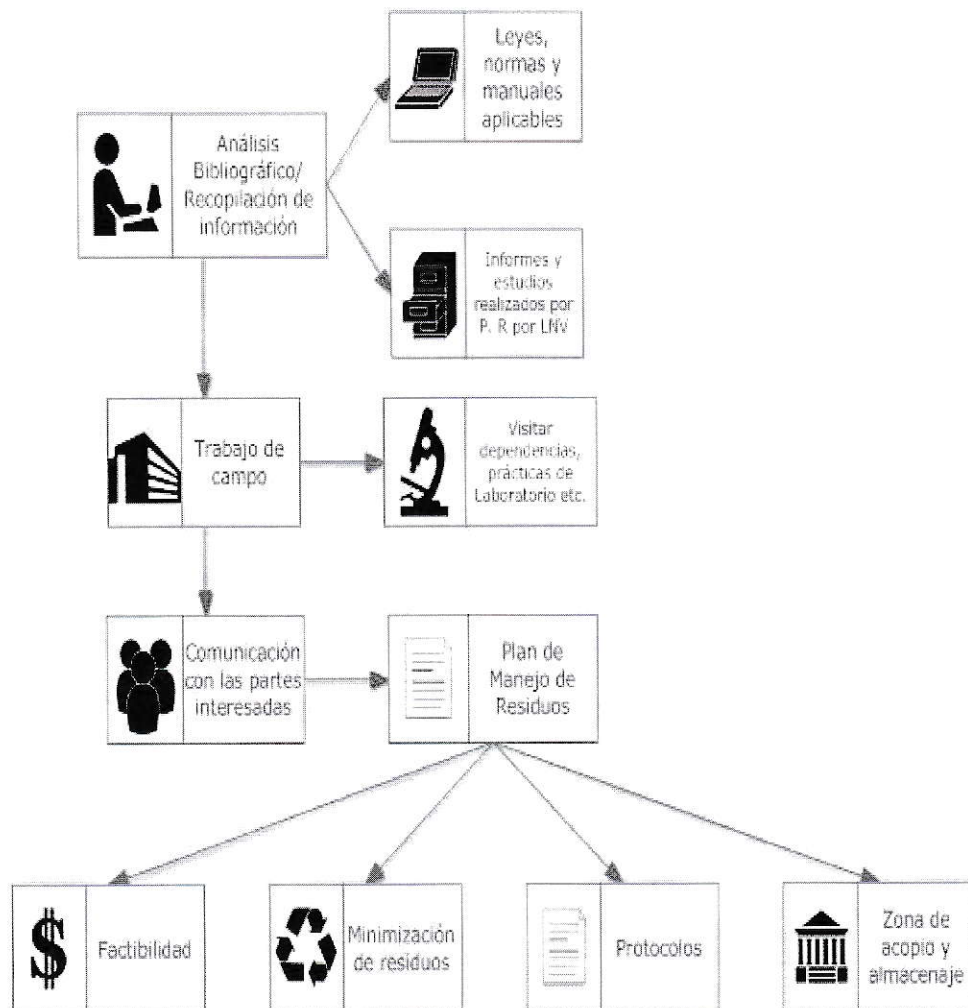 Leyes,
normas y
manuales
aplicables
Análisis
Bibliográfico/
Recopilación de
información
Informes y
estudios
realizados por
P. R por LNV
Trabajo de
campo
Visitar
dependencias,
prácticas de
Laboratorio etc.
Comunicación
con las partes
interesadas
Plan de
Manejo de
Residuos
Factibilidad
Minimización
de residuos
Protocolos
Zona de
acopio y
almacenaje